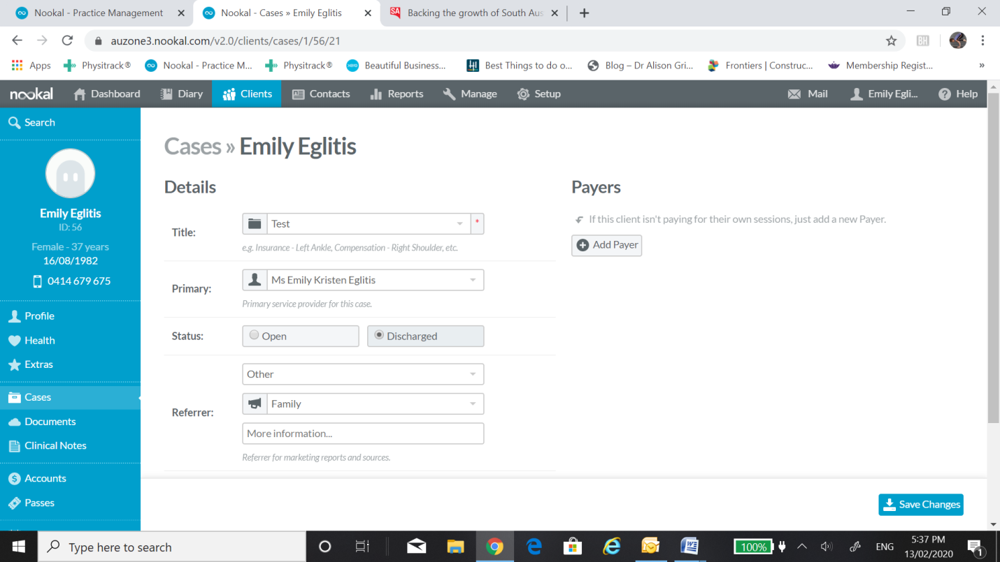 Nookal - Practice Management
Nookal - Cases » Emily Eglitis
Backing the growth of South Aus
auzone3.nookal.com/v2.0/clients/cases/1/56/21
Apps Physitrack® Nookal - Practice M... Physitrack® Beautiful Business... Best Things to do o... Blog – Dr Alison Gri... Frontiers | Construc... Membership Regist... »
nookal Dashboard Diary Clients Contacts Reports Manage Setup Mail Emily Egli... Help
Search
Emily Eglitis
ID: 56
Female - 37 years
16/08/1982
0414 679 675
Profile
Health
Extras
Cases
Documents
Clinical Notes
Accounts
Passes
Cases » Emily Eglitis
Details
Title:
Test *
e.g. Insurance - Left Ankle, Compensation - Right Shoulder, etc.
Primary:
Ms Emily Kristen Eglitis
Primary service provider for this case.
Status:
Open Discharged
Referrer:
Other
Family
More information...
Referrer for marketing reports and sources.
Payers
If this client isn't paying for their own sessions, just add a new Payer.
Add Payer
Save Changes
Type here to search
100%
ENG
5:37 PM
13/02/2020
1